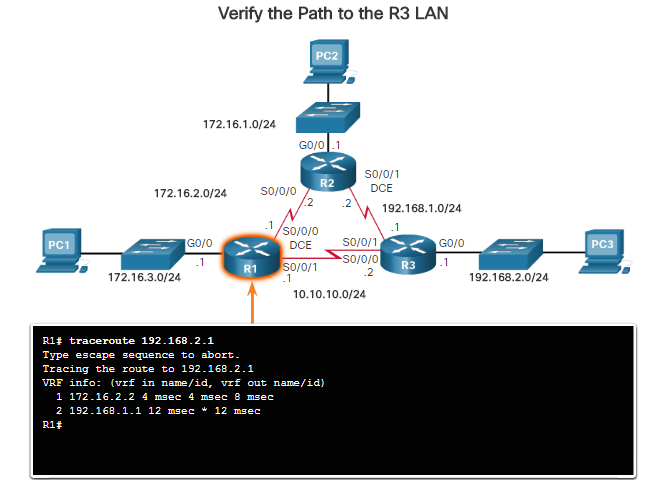 Verify the Path to the R3 LAN
PC2
172.16.1.0/24
G0/0 .1
R2
S0/0/1
DCE
S0/0/0
172.16.2.0/24
.2
.2
192.168.1.0/24
.1
S0/0/0
DCE
.1
PC1
G0/0
.1
172.16.3.0/24
R1
S0/0/1
.1
S0/0/1
S0/0/0
.2
R3
G0/0
.1
PC3
192.168.2.0/24
10.10.10.0/24
R1# traceroute 192.168.2.1
Type escape sequence to abort.
Tracing the route to 192.168.2.1
VRF info: (vrf in name/id, vrf out name/id)
1 172.16.2.2 4 msec 4 msec 8 msec
2 192.168.1.1 12 msec * 12 msec
R1#